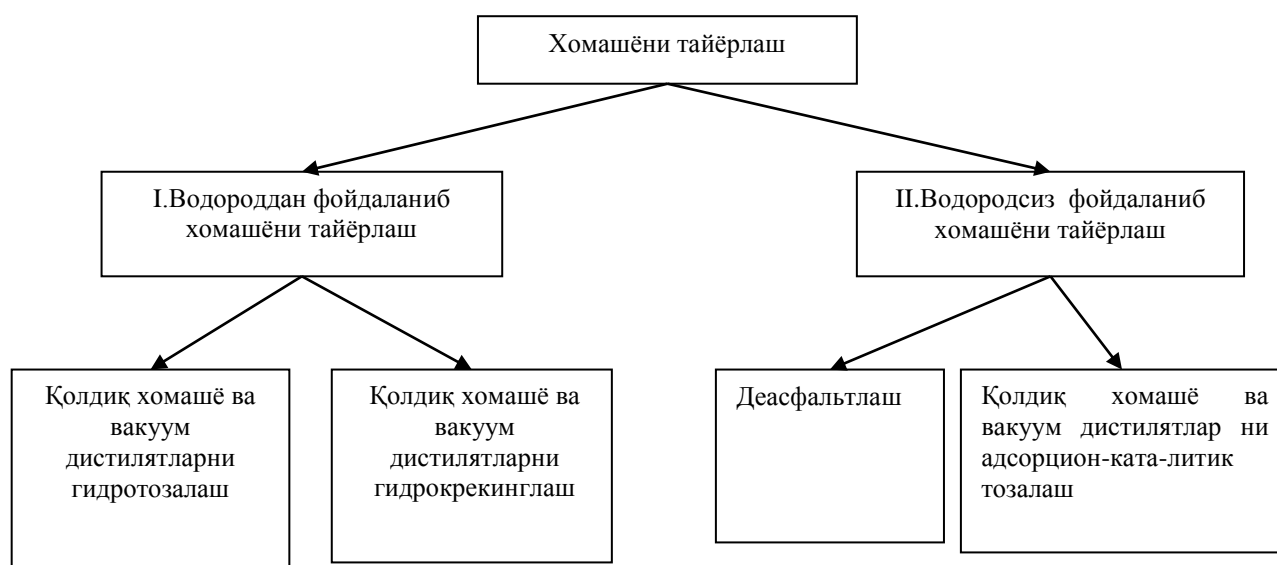 Хомашёни тайёрлаш
I.Водороддан фойдаланиб
хомашёни тайёрлаш
II.Водородсиз фойдаланиб
хомашёни тайёрлаш
Қолдиқ хомашё ва
вакуум
дистилятларни
гидротозалаш
Қолдиқ хомашё ва
вакуум
дистилятларни
гидрокрекинглаш
Деасфальтлаш
Қолдиқ хомашё ва
вакуум дистилятлар ни
адсорцион-ката-литик
тозалаш